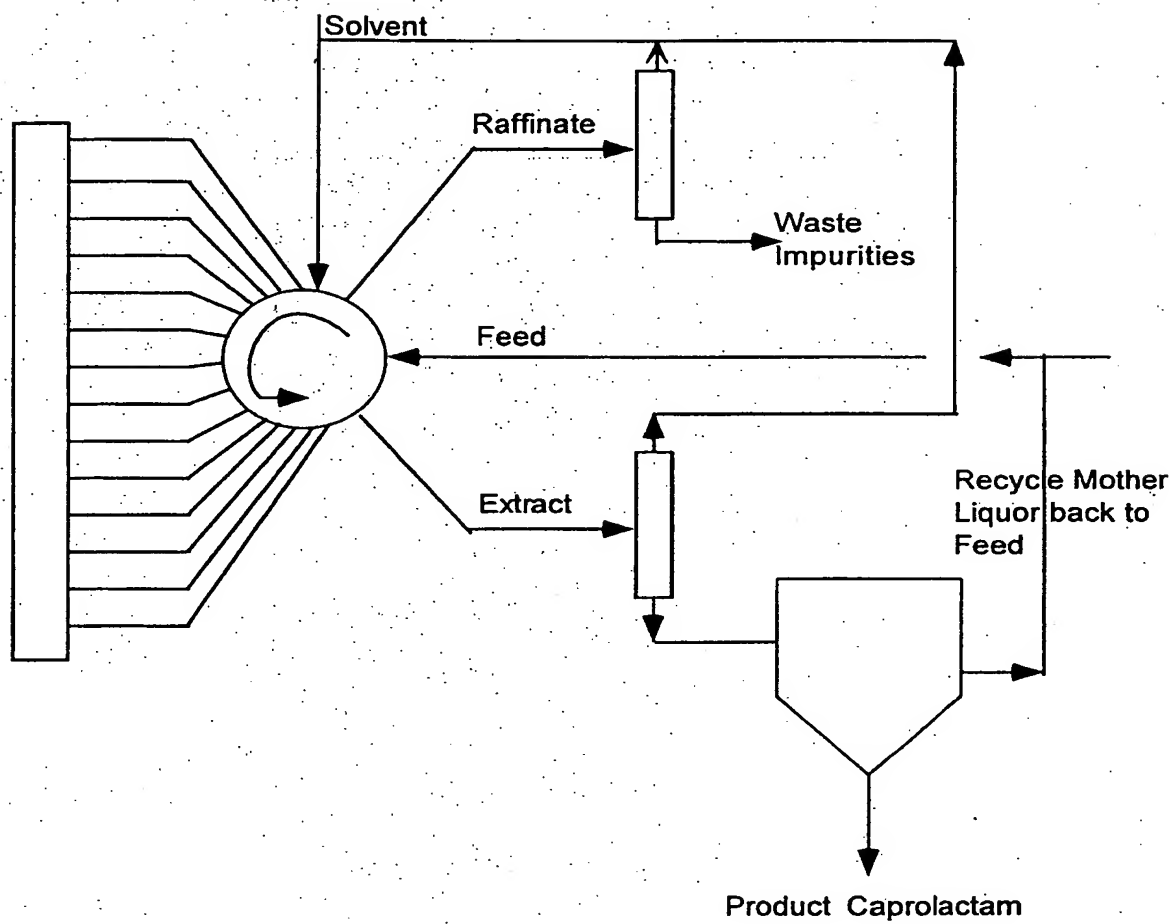 Solvent
Raffinate
Waste
Impurities
Feed
Extract
Recycle Mother
Liquor back to
Feed
Product Caprolactam